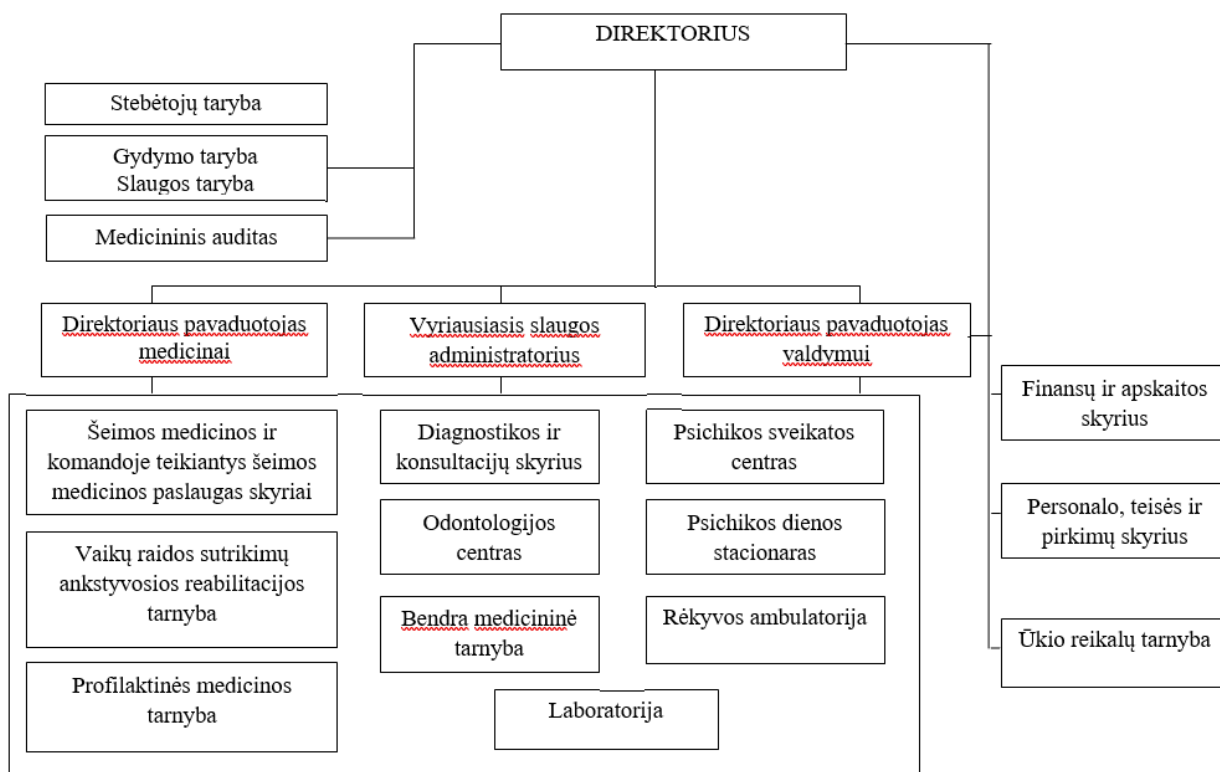 DIREKTORIUS
Stebėtojų taryba
Gydymo taryba
Slaugos taryba
Medicininis auditas
Direktoriaus pavaduotojas
medicinai
Vyriausiasis slaugos
administratorius
Direktoriaus pavaduotojas
valdymui
Šeimos medicinos ir
komandoje teikiantys šeimos
medicinos paslaugas skyriai
Vaikų raidos sutrikimų
ankstyvosios reabilitacijos
tarnyba
Profilaktinės medicinos
tarnyba
Diagnostikos ir
konsultacijų skyrius
Odontologijos
centras
Bendra medicininė
tarnyba
Psichikos sveikatos
centras
Psichikos dienos
stacionaras
Rėkyvos ambulatorija
Laboratorija
Finansų ir apskaitos
skyrius
Personalo, teisės ir
pirkimų skyrius
Ūkio reikalų tarnyba